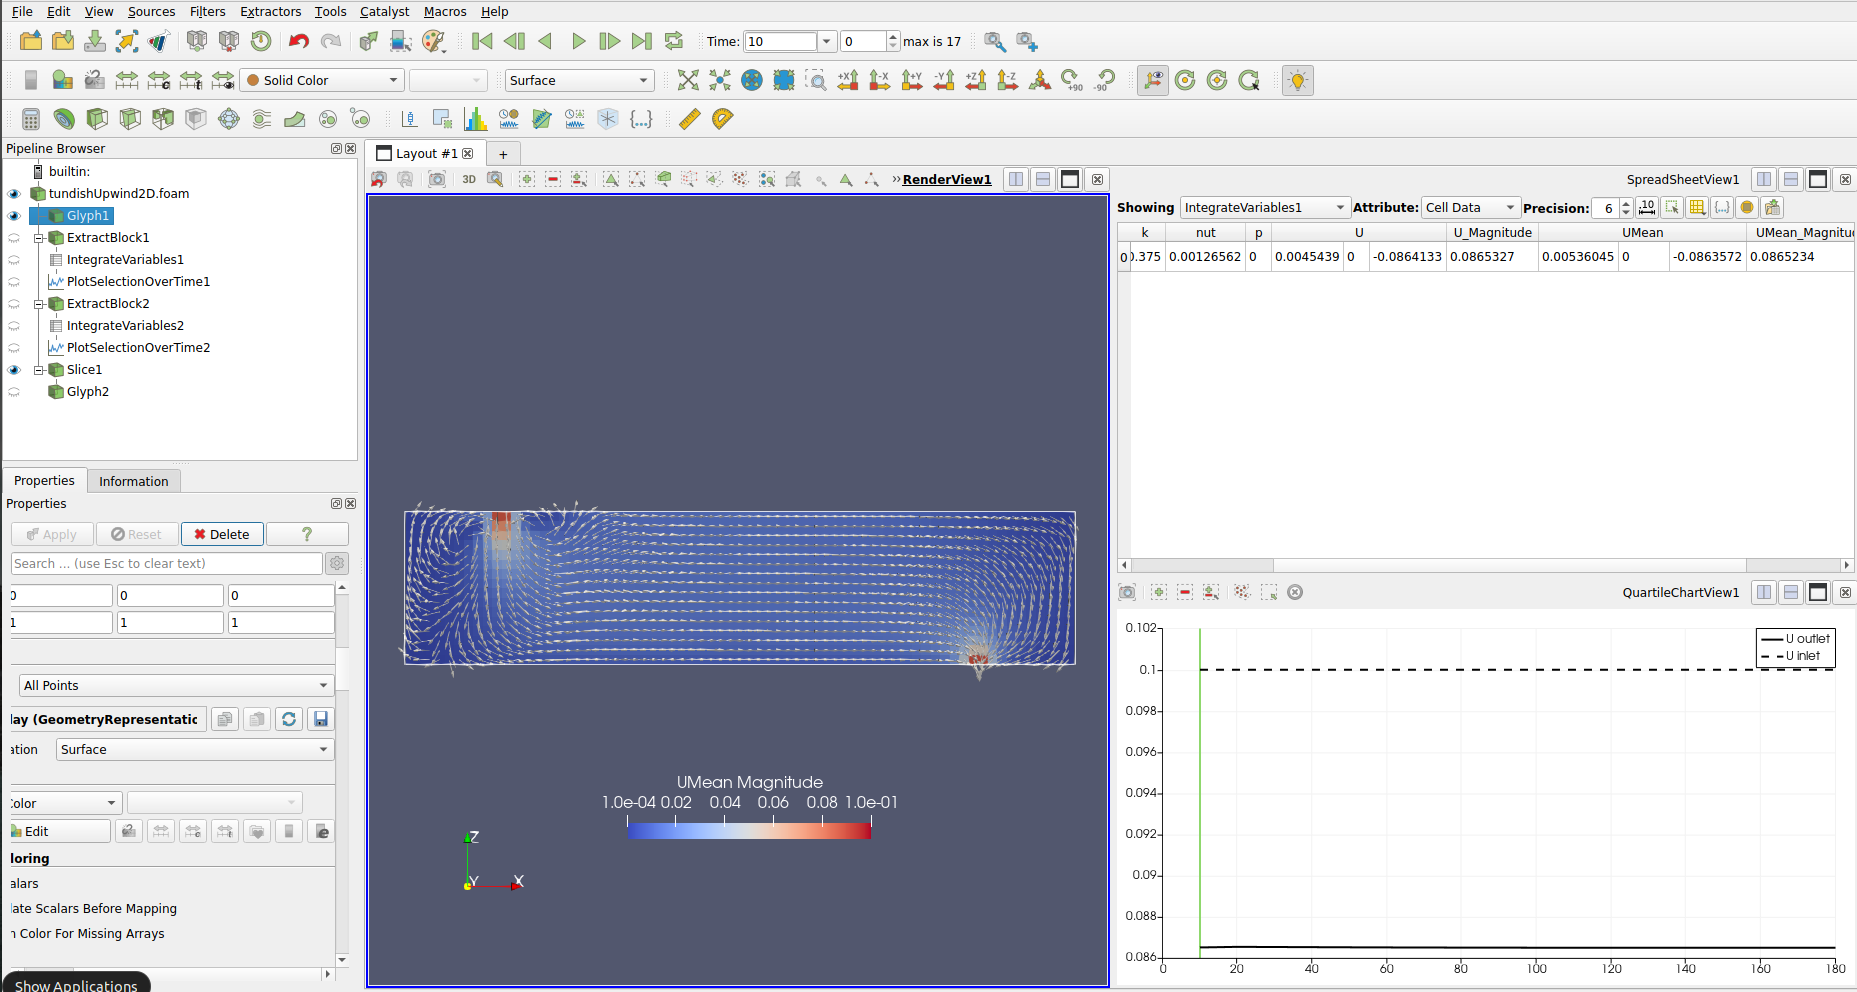 File Edit View Sources Filters Extractors Tools Catalyst Macros Help
Time: 10 0 max is 17
Solid Color Surface
+X -X +Y -Y +Z -Z +90 -90
Pipeline Browser
builtin:
tundishUpwind2D.foam
Glyph1
ExtractBlock1
IntegrateVariables1
PlotSelectionOverTime1
ExtractBlock2
IntegrateVariables2
PlotSelectionOverTime2
Slice1
Glyph2
Properties Information
Properties
Apply Reset Delete ?
Search ... (use Esc to clear text)
0 0 0
1 1 1
All Points
lay (GeometryRepresentatic
ation Surface
Color
Edit
loring
alars
late Scalars Before Mapping
n Color For Missing Arrays
Show Applications
Layout #1 +
3D » RenderView1
UMean Magnitude
1.0e-04 0.02 0.04 0.06 0.08 1.0e-01
Z
Y X
SpreadSheetView1
Showing IntegrateVariables1 Attribute: Cell Data Precision: 6 .10
k nut p U U_Magnitude UMean UMean_Magnitu
0 0.375 0.00126562 0 0.0045439 0 -0.0864133 0.0865327 0.00536045 0 -0.0863572 0.0865234
QuartileChartView1
U outlet
U inlet
0.102
0.1
0.098
0.096
0.094
0.092
0.09
0.088
0.086
0 20 40 60 80 100 120 140 160 180